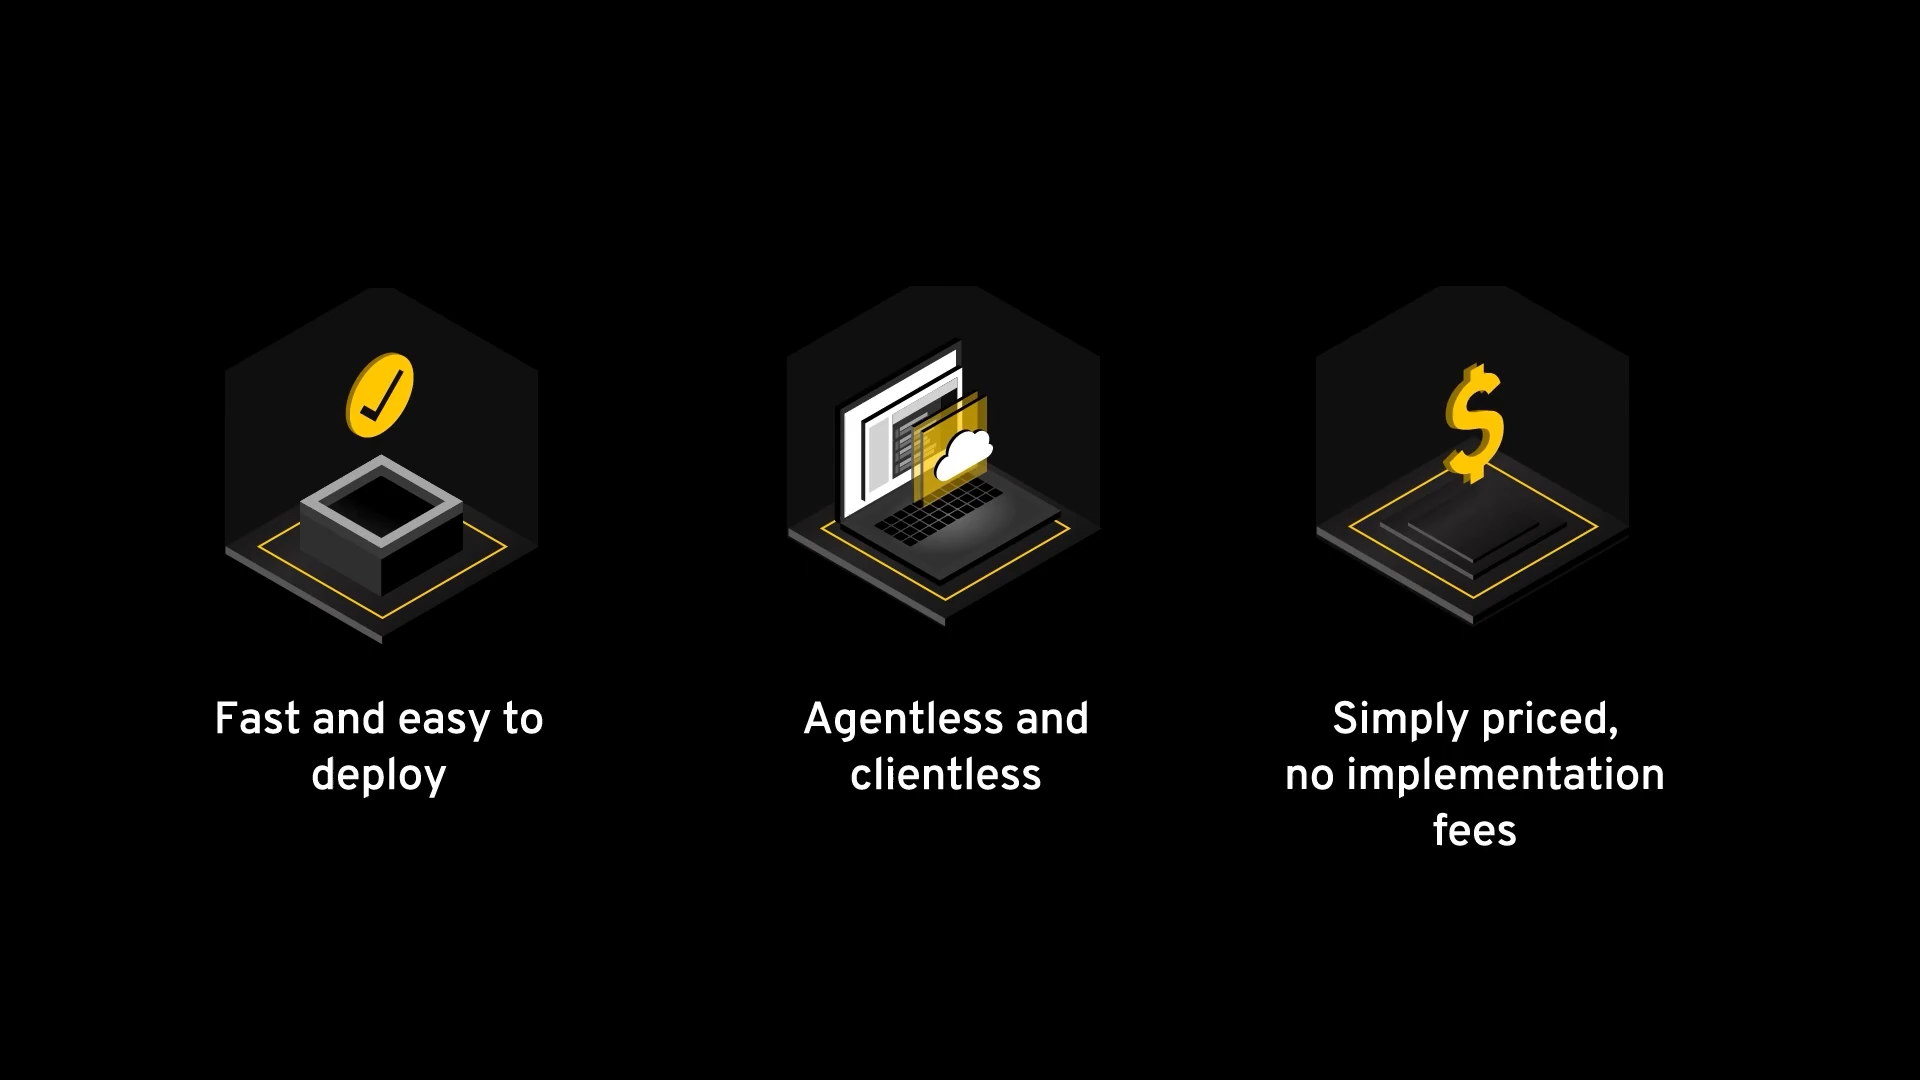 Fast and easy to
deploy
Agentless and
clientless
Simply priced,
no implementation
fees